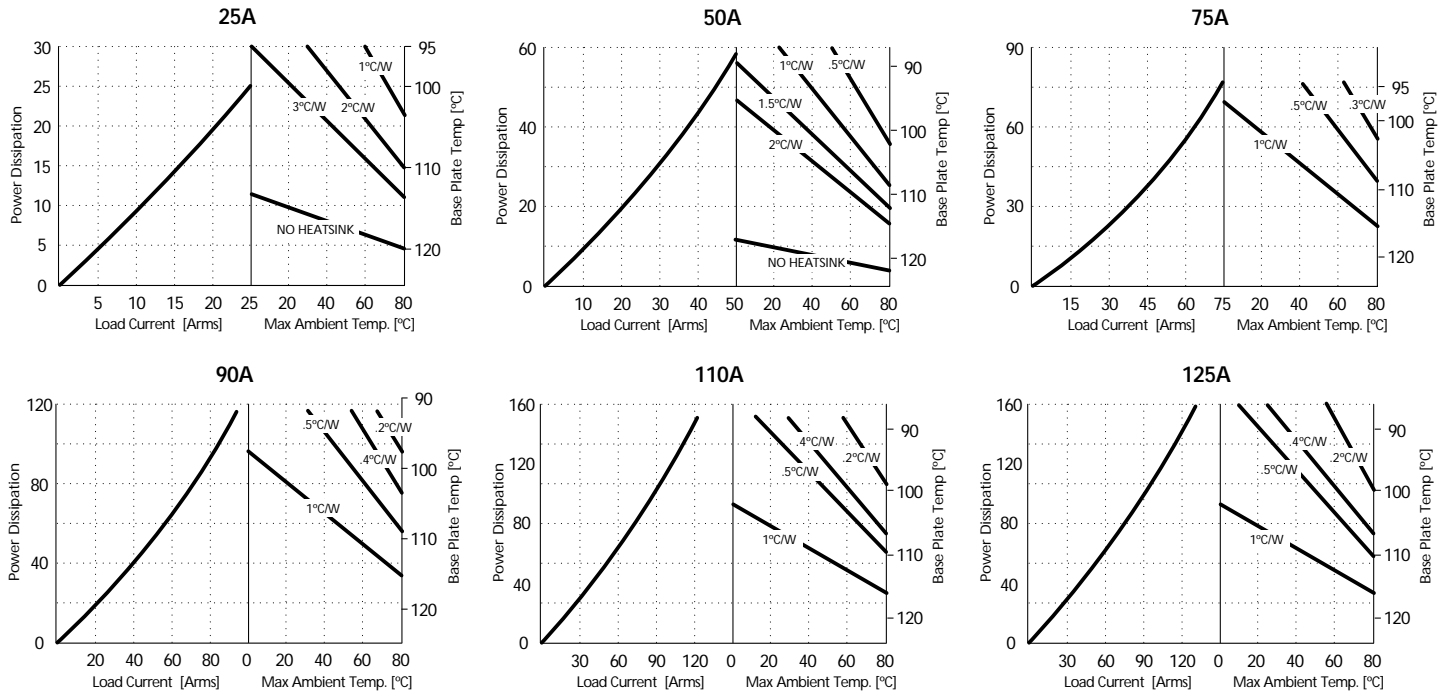 25A
30
25
20
15
10
5
0
Power Dissipation
5 10 15 20 25 20 40 60 80
Load Current [Arms] Max Ambient Temp. [ºC]
1ºC/W
2ºC/W
3ºC/W
NO HEATSINK
95
100
110
120
Base Plate Temp [ºC]
50A
60
40
20
0
Power Dissipation
10 20 30 40 50 20 40 60 80
Load Current [Arms] Max Ambient Temp. [ºC]
.5ºC/W
1ºC/W
1.5ºC/W
2ºC/W
NO HEATSINK
90
100
110
120
Base Plate Temp [ºC]
75A
90
60
30
0
Power Dissipation
15 30 45 60 75 20 40 60 80
Load Current [Arms] Max Ambient Temp. [ºC]
.3ºC/W
.5ºC/W
1ºC/W
95
100
110
120
Base Plate Temp [ºC]
90A
120
80
40
0
Power Dissipation
20 40 60 80 0 20 40 60 80
Load Current [Arms] Max Ambient Temp. [ºC]
.2ºC/W
.5ºC/W
.4ºC/W
1ºC/W
90
100
110
120
Base Plate Temp [ºC]
110A
160
120
80
40
0
Power Dissipation
30 60 90 120 0 20 40 60 80
Load Current [Arms] Max Ambient Temp. [ºC]
.4ºC/W
.2ºC/W
.5ºC/W
1ºC/W
90
100
110
120
Base Plate Temp [ºC]
125A
160
120
80
40
0
Power Dissipation
30 60 90 120 0 20 40 60 80
Load Current [Arms] Max Ambient Temp. [ºC]
.4ºC/W
.2ºC/W
.5ºC/W
1ºC/W
90
100
110
120
Base Plate Temp [ºC]